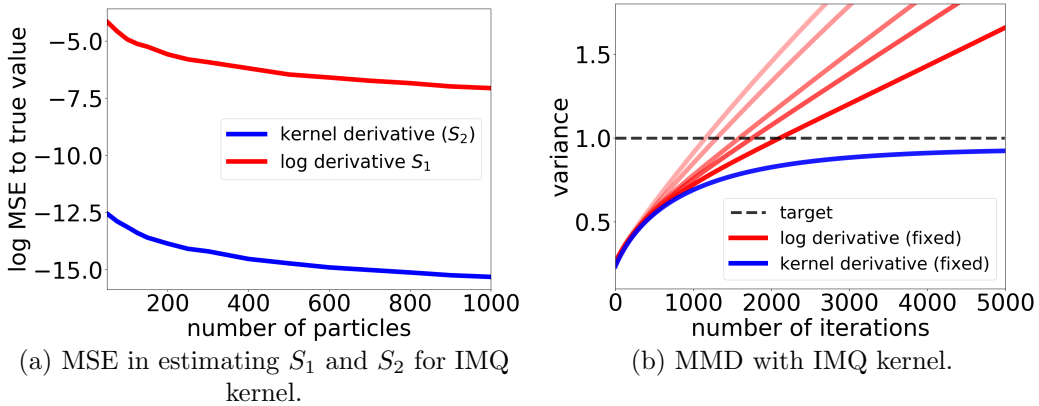 log MSE to true value
−5.0
−7.5
−10.0
−12.5
−15.0
kernel derivative (S₂)
log derivative S₁
200 400 600 800 1000
number of particles
(a) MSE in estimating S₁ and S₂ for IMQ
kernel.
variance
1.5
1.0
0.5
target
log derivative (fixed)
kernel derivative (fixed)
0 1000 2000 3000 4000 5000
number of iterations
(b) MMD with IMQ kernel.